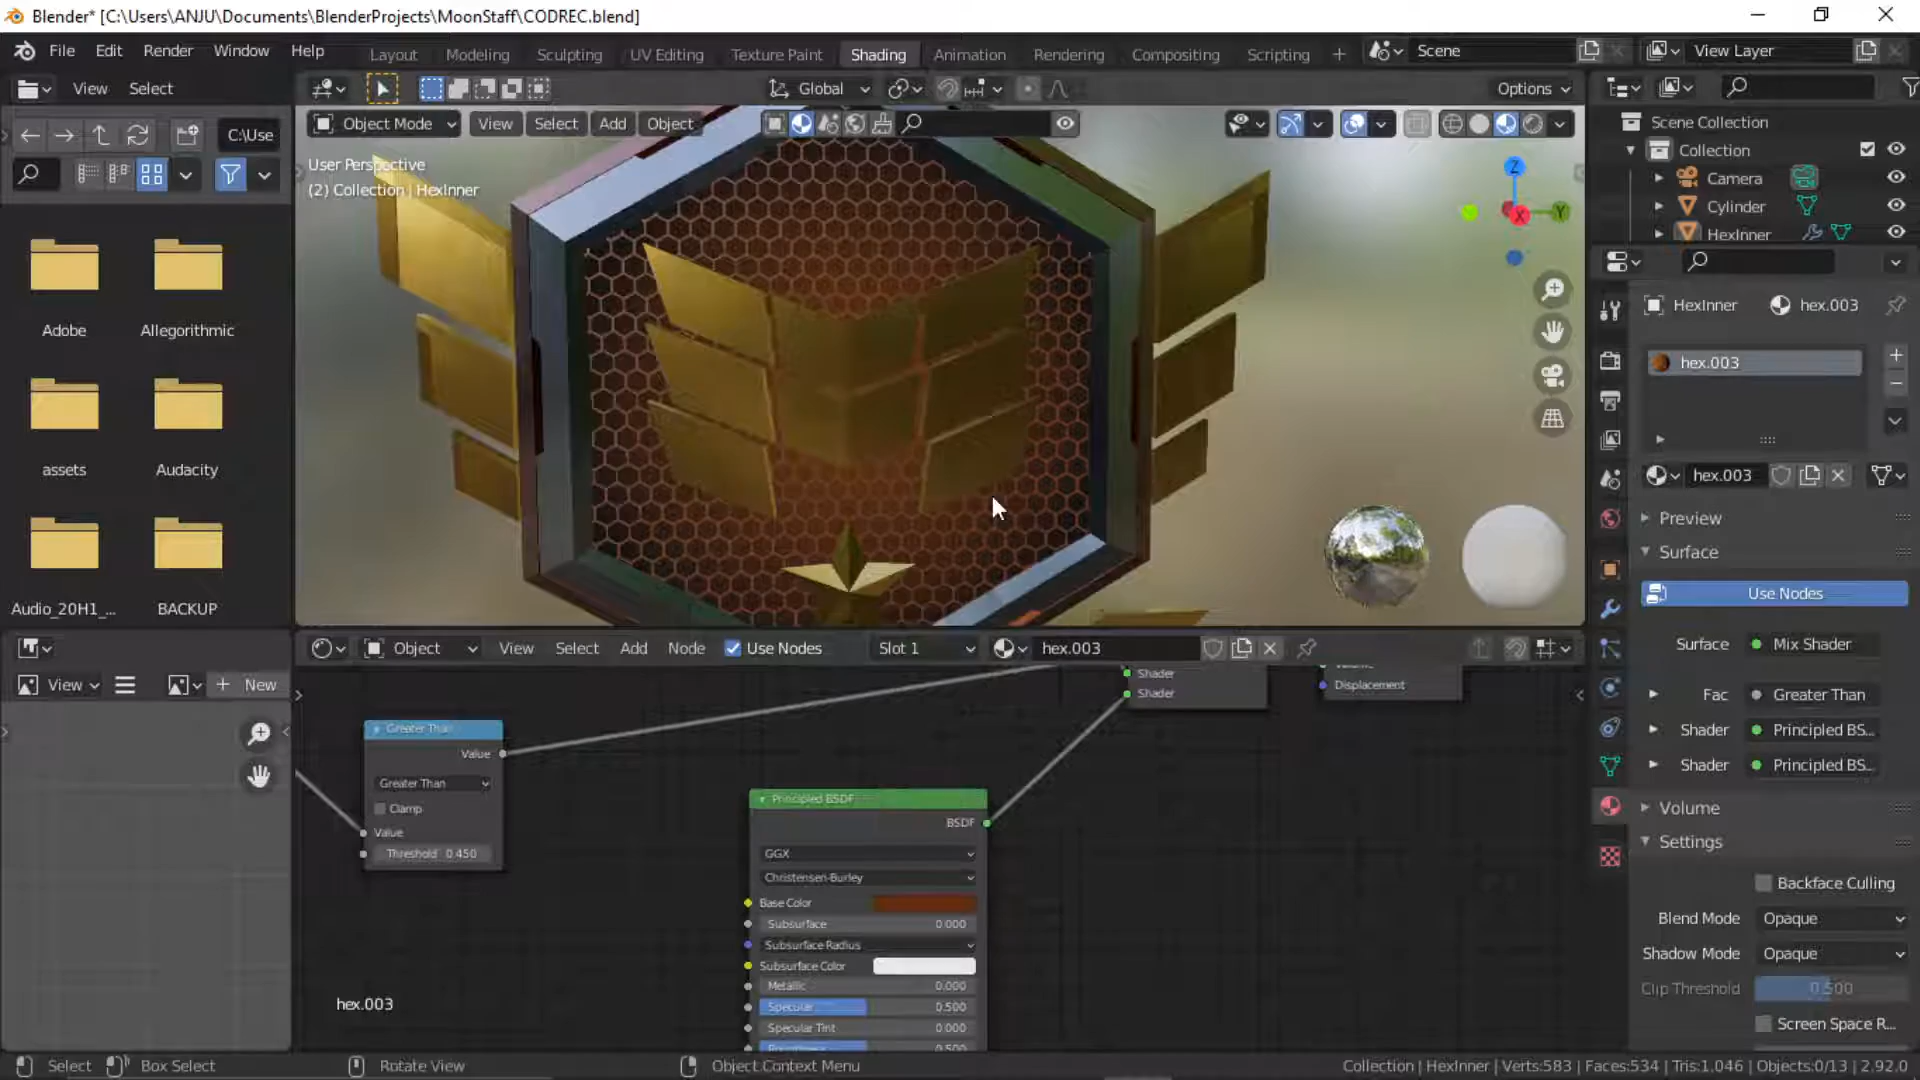 Blender* [C:\Users\ANJU\Documents\BlenderProjects\MoonStaff\CODREC.blend]
File Edit Render Window Help
Layout Modeling Sculpting UV Editing Texture Paint Shading Animation Rendering Compositing Scripting +
Scene
View Layer
View Select
Global
Options
C:\Use
Object Mode View Select Add Object
User Perspective
(2) Collection | HexInner
Z
X
Y
Adobe
Allegorithmic
assets
Audacity
Audio_20H1_...
BACKUP
Scene Collection
Collection
Camera
Cylinder
HexInner
HexInner hex.003
hex.003
hex.003
Preview
Surface
Use Nodes
Surface Mix Shader
Fac Greater Than
Shader Principled BS...
Shader Principled BS...
Volume
Settings
Backface Culling
Blend Mode Opaque
Shadow Mode Opaque
Clip Threshold 0.500
Screen Space R...
View
+ New
Object View Select Add Node Use Nodes Slot 1 hex.003
Shader
Shader
Displacement
Greater Than
Value
Greater Than
Clamp
Value
Threshold 0.450
Principled BSDF
BSDF
GGX
Christensen-Burley
Base Color
Subsurface 0.000
Subsurface Radius
Subsurface Color
Metallic 0.000
Specular 0.500
Specular Tint 0.000
hex.003
Select Box Select Rotate View Object Context Menu
Collection | HexInner | Verts:583 | Faces:534 | Tris:1.046 | Objects:0/13 | 2.92.0